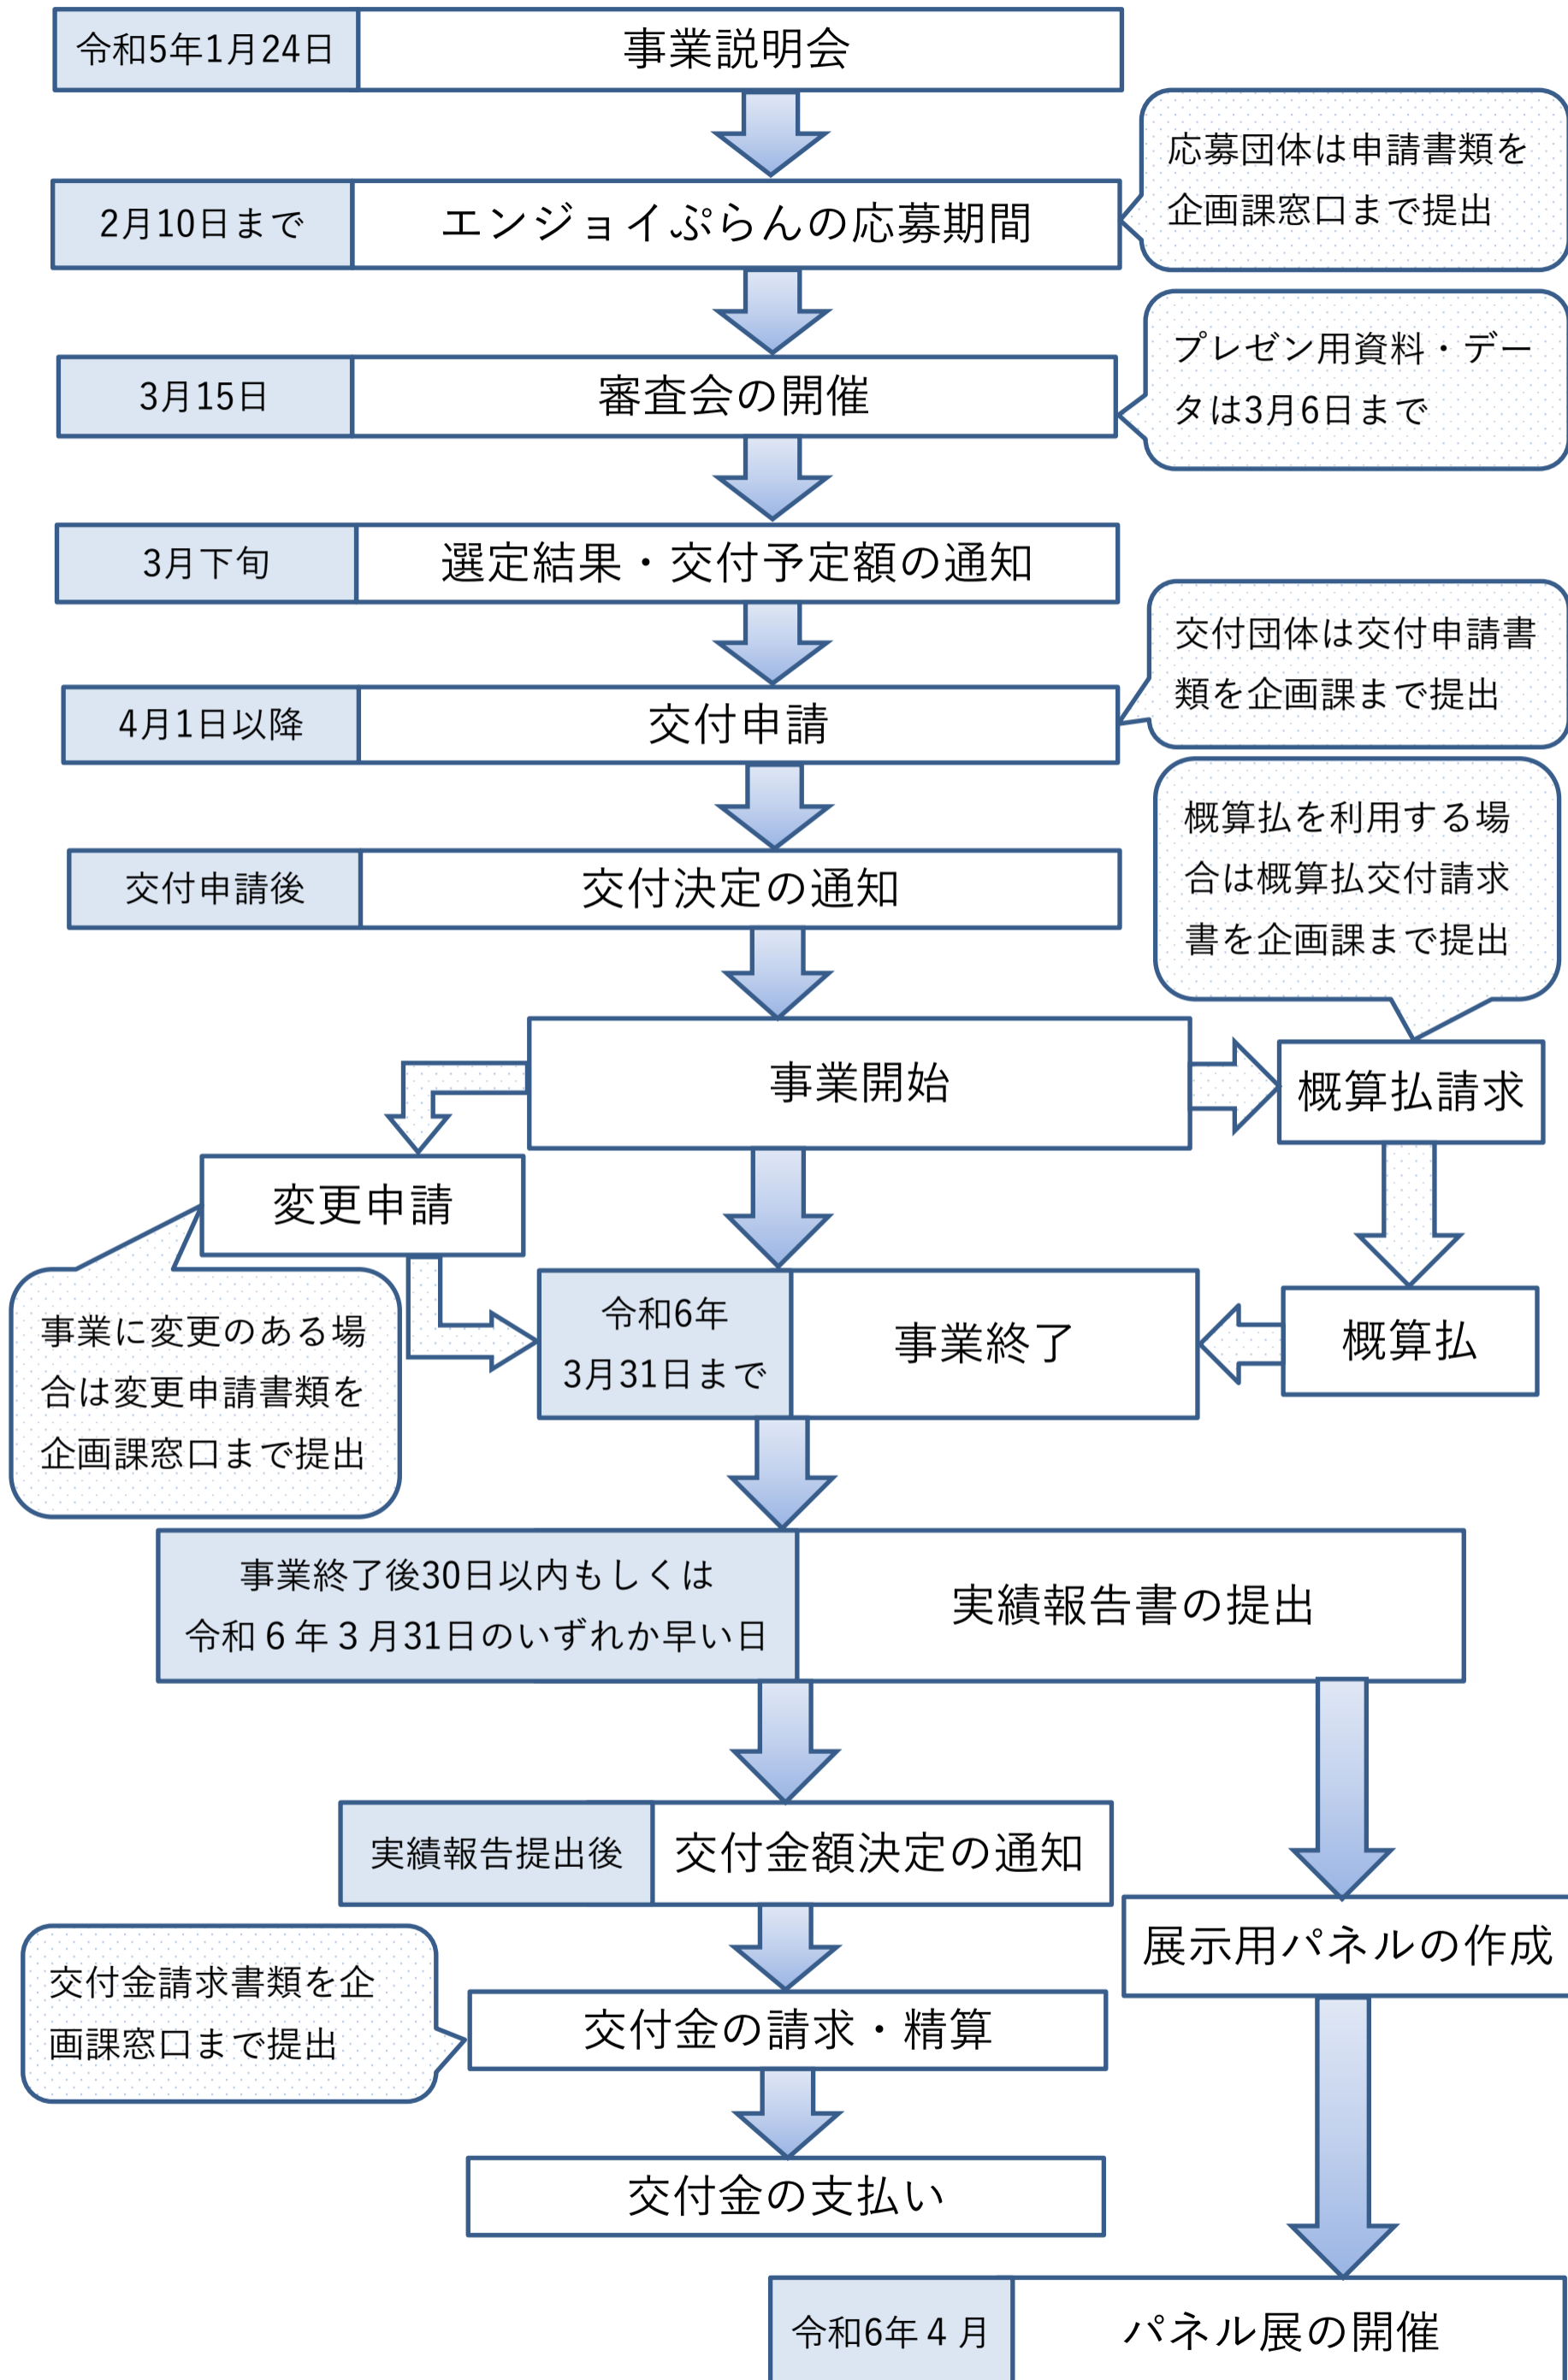 令和5年1月24日
事業説明会
2月10日まで
エンジョイぷらんの応募期間
応募団体は申請書類を
企画課窓口まで提出
3月15日
審査会の開催
プレゼン用資料・デー
タは3月6日まで
3月下旬
選定結果・交付予定額の通知
4月1日以降
交付申請
交付団体は交付申請書
類を企画課まで提出
交付申請後
交付決定の通知
概算払を利用する場
合は概算払交付請求
書を企画課まで提出
事業開始
概算払請求
変更申請
事業に変更のある場
合は変更申請書類を
企画課窓口まで提出
令和6年
3月31日まで
事業終了
概算払
事業終了後30日以内もしくは
令和６年３月31日のいずれか早い日
実績報告書の提出
実績報告提出後
交付金額決定の通知
展示用パネルの作成
交付金請求書類を企
画課窓口まで提出
交付金の請求・精算
交付金の支払い
令和6年４月
パネル展の開催